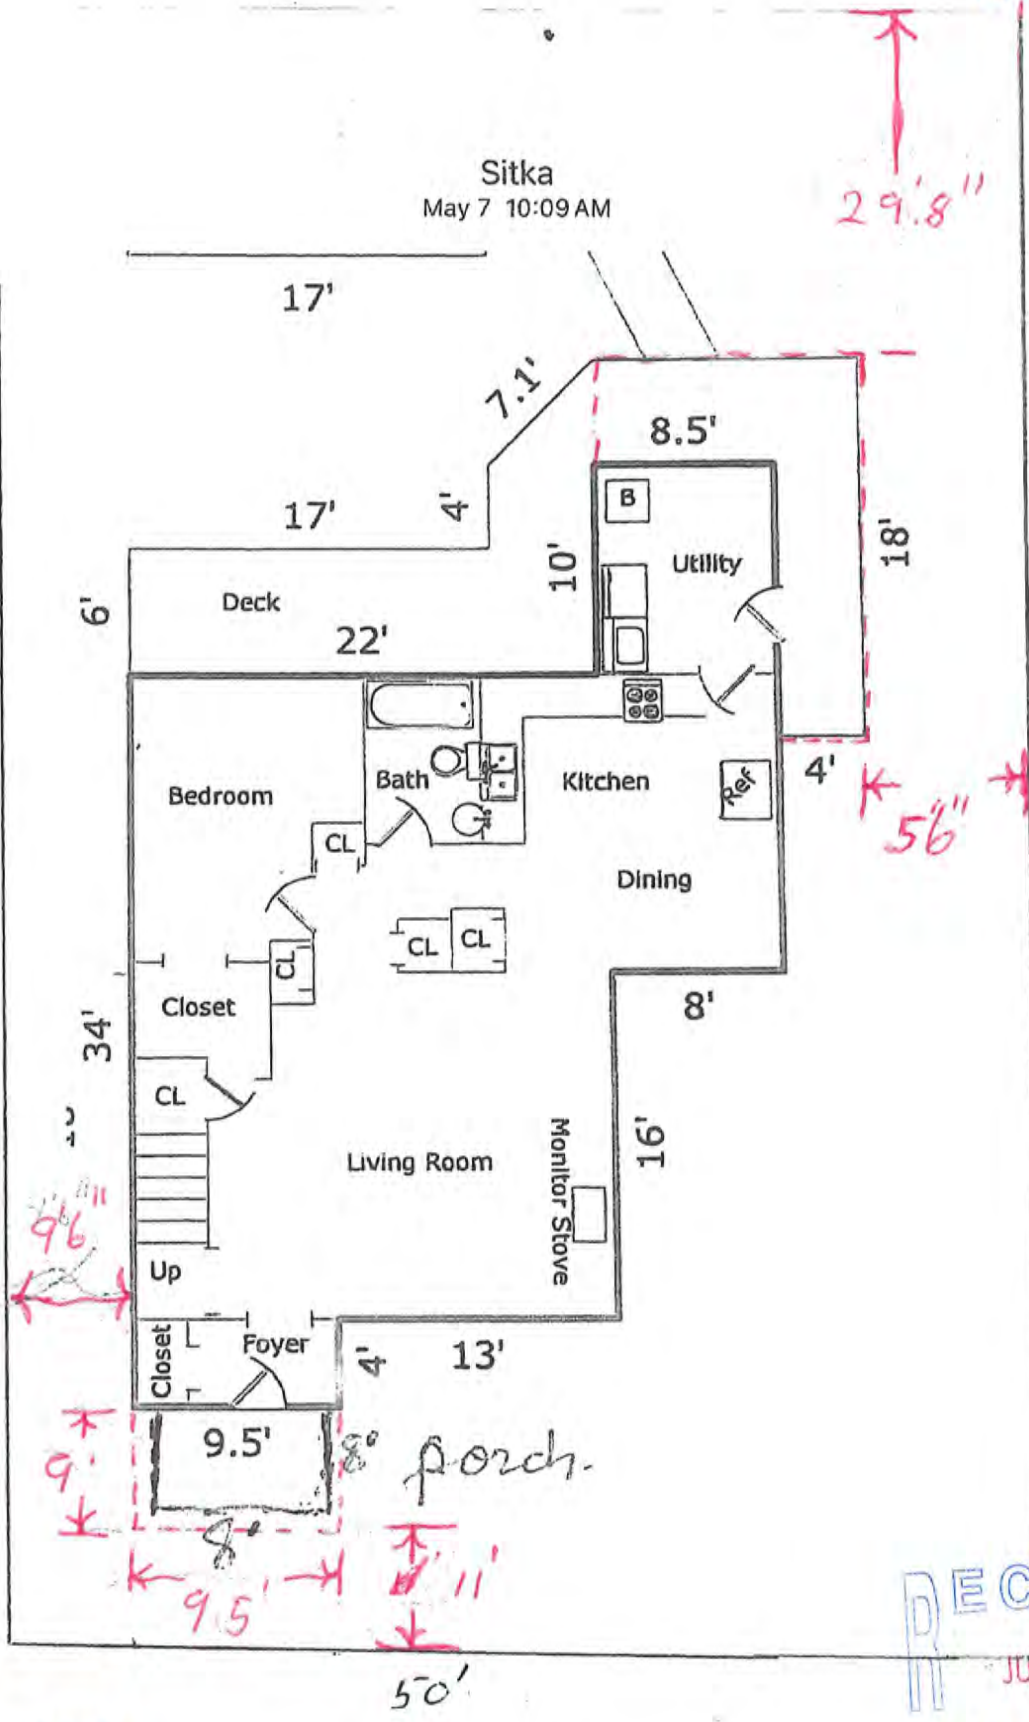 Sitka
May 7 10:09 AM
29'.8"
17'
7.1'
8.5'
B
17'
4'
10'
Utility
18'
6'
Deck
22'
Bedroom
Bath
Kitchen
Ref
4'
5'6"
CL
Dining
CL
CL
CL
Closet
8'
34'
CL
Living Room
Monitor Stove
16'
9'6"
Up
Closet
Foyer
4'
13'
9'
9.5'
8'
porch.
8'
9.5'
11'
50'
REC
JU